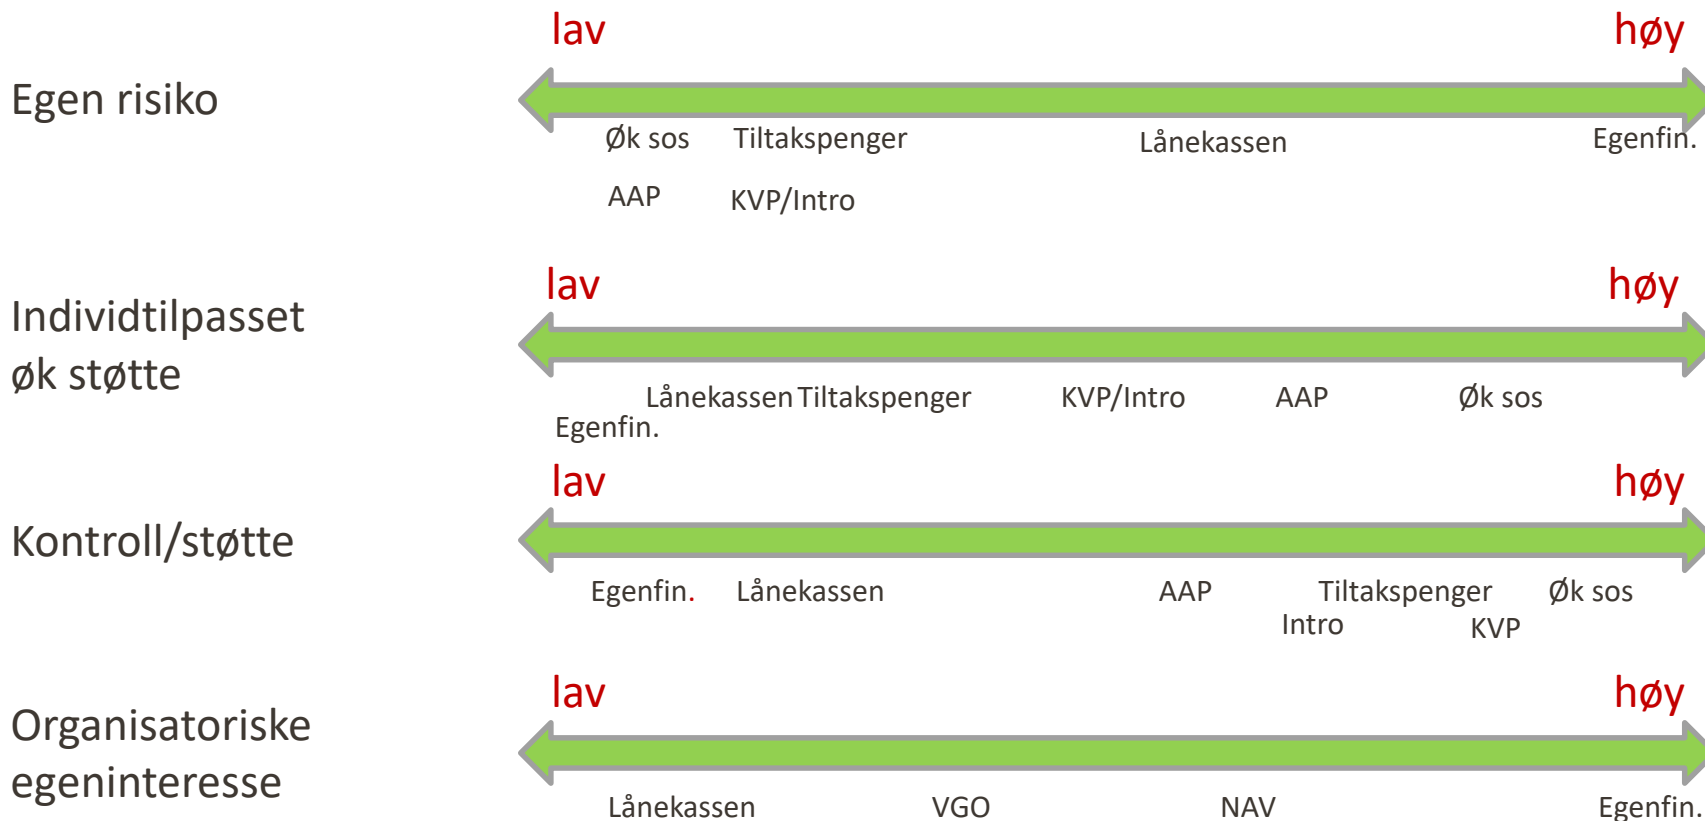 lav høy
Egen risiko
Øk sos Tiltakspenger Lånekassen Egenfin.
AAP KVP/Intro
lav høy
Individtilpasset
øk støtte
Lånekassen Tiltakspenger KVP/Intro AAP Øk sos
Egenfin.
lav høy
Kontroll/støtte
Egenfin. Lånekassen AAP Tiltakspenger Øk sos
Intro KVP
lav høy
Organisatoriske
egeninteresse
Lånekassen VGO NAV Egenfin.